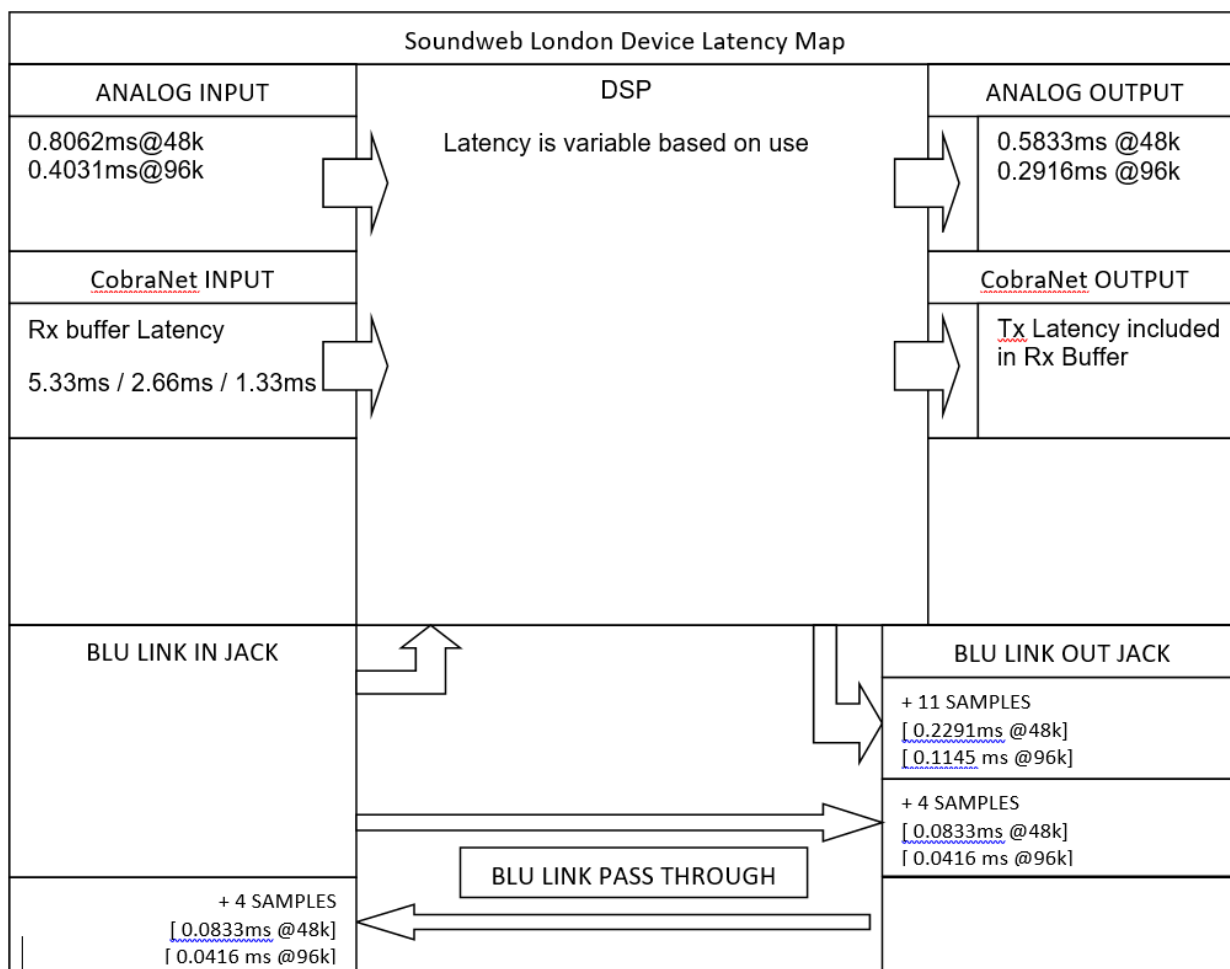 Soundweb London Device Latency Map
ANALOG INPUT
0.8062ms@48k
0.4031ms@96k
DSP
Latency is variable based on use
ANALOG OUTPUT
0.5833ms @48k
0.2916ms @96k
CobraNet INPUT
Rx buffer Latency
5.33ms / 2.66ms / 1.33ms
CobraNet OUTPUT
Tx Latency included
in Rx Buffer
BLU LINK IN JACK
BLU LINK OUT JACK
+ 11 SAMPLES
[ 0.2291ms @48k]
[ 0.1145 ms @96k]
+ 4 SAMPLES
[ 0.0833ms @48k]
[ 0.0416 ms @96k]
BLU LINK PASS THROUGH
+ 4 SAMPLES
[ 0.0833ms @48k]
[ 0.0416 ms @96k]